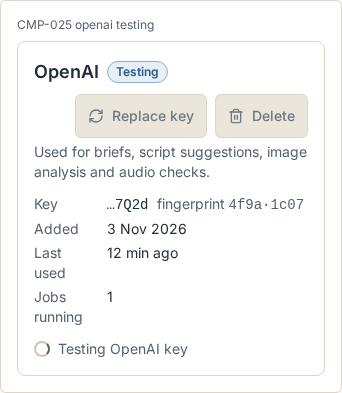 CMP-025 openai testing
OpenAI Testing
Replace key Delete
Used for briefs, script suggestions, image
analysis and audio checks.
Key …7Q2d fingerprint 4f9a·1c07
Added 3 Nov 2026
Last used 12 min ago
Jobs running 1
Testing OpenAI key